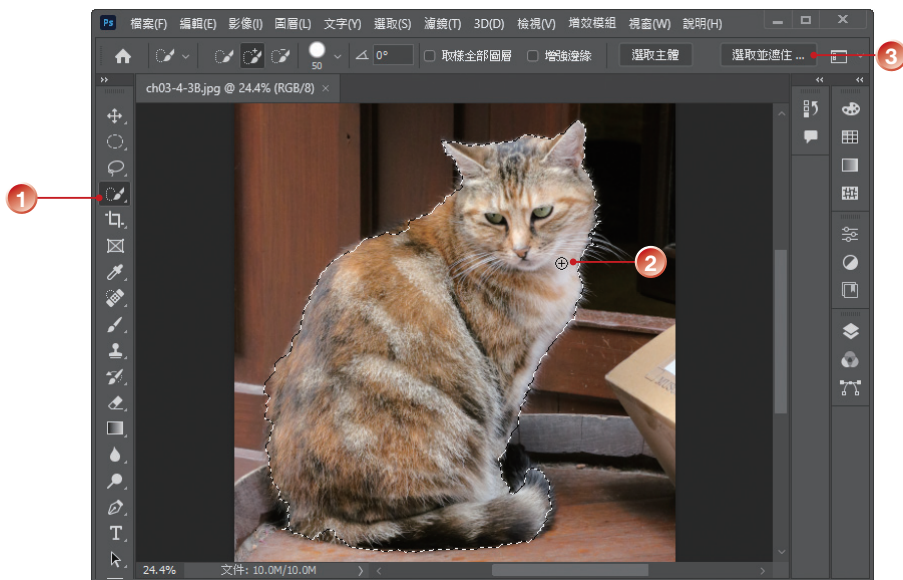 Ps 檔案(F) 編輯(E) 影像(I) 圖層(L) 文字(Y) 選取(S) 濾鏡(T) 3D(D) 檢視(V) 增效模組 視窗(W) 說明(H)
50 0° 取樣全部圖層 增強邊緣 選取主體 選取並遮住 ... 3
ch03-4-3B.jpg @ 24.4% (RGB/8) ×
1
2
24.4% 文件: 10.0M/10.0M